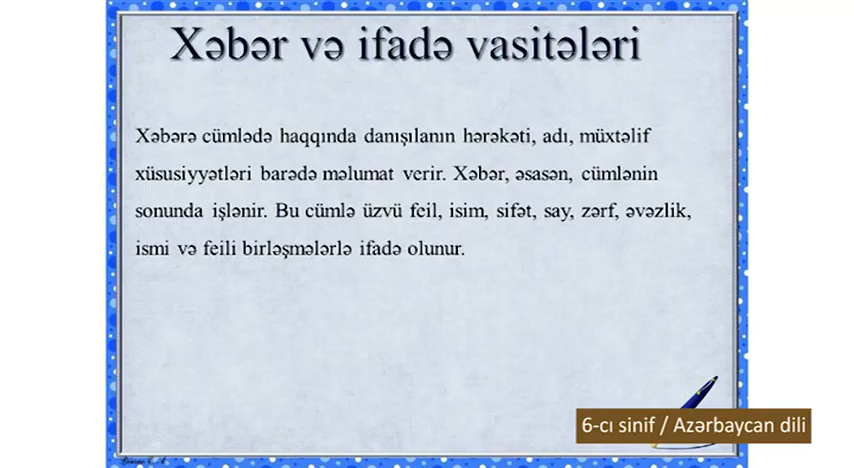 Xəbər və ifadə vasitələri
Xəbərə cümlədə haqqında danışılanın hərəkəti, adı, müxtəlif
xüsusiyyətləri barədə məlumat verir. Xəbər, əsasən, cümlənin
sonunda işlənir. Bu cümlə üzvü feil, isim, sifət, say, zərf, əvəzlik,
ismi və feili birləşmələrlə ifadə olunur.
6-cı sinif / Azərbaycan dili